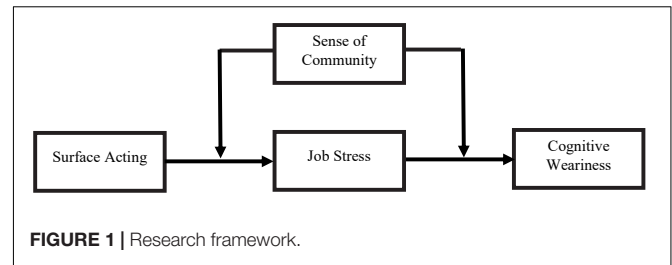 Sense of
Community
Surface Acting
Job Stress
Cognitive
Weariness
FIGURE 1 | Research framework.